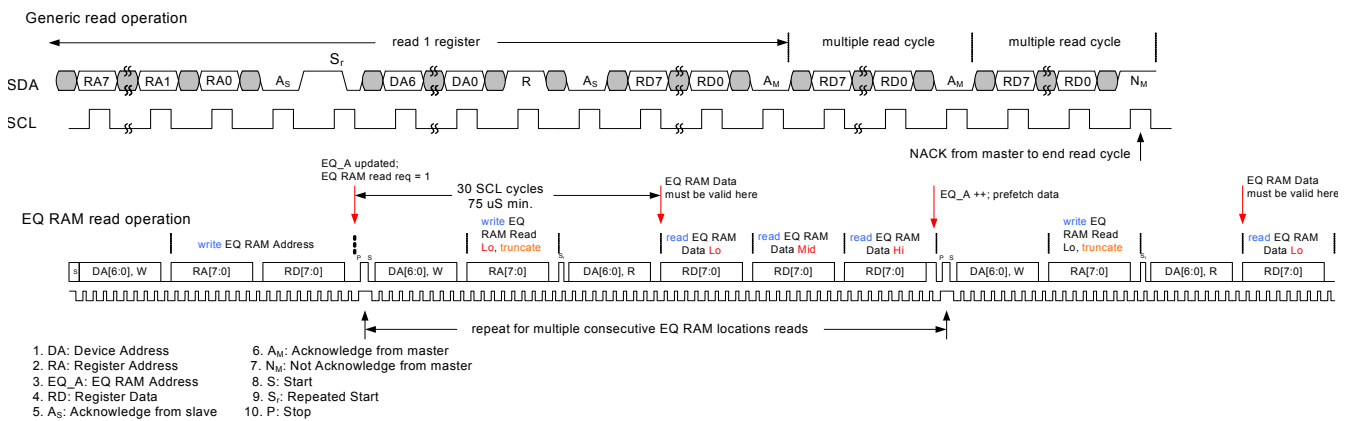 Generic read operation
read 1 register
multiple read cycle
multiple read cycle
Sr
SDA
RA7 RA1 RA0 AS DA6 DA0 R AS RD7 RD0 AM RD7 RD0 AM RD7 RD0 NM
SCL
NACK from master to end read cycle
EQ_A updated;
EQ RAM read req = 1
30 SCL cycles
75 uS min.
EQ RAM Data
must be valid here
EQ_A ++; prefetch data
EQ RAM Data
must be valid here
EQ RAM read operation
write EQ RAM Address
write EQ
RAM Read
Lo, truncate
read EQ RAM
Data Lo
read EQ RAM
Data Mid
read EQ RAM
Data Hi
write EQ
RAM Read
Lo, truncate
read EQ RAM
Data Lo
P S Sr P S Sr
S DA[6:0], W RA[7:0] RD[7:0] DA[6:0], W RA[7:0] DA[6:0], R RD[7:0] RD[7:0] RD[7:0] DA[6:0], W RA[7:0] DA[6:0], R RD[7:0]
repeat for multiple consecutive EQ RAM locations reads
1. DA: Device Address
2. RA: Register Address
3. EQ_A: EQ RAM Address
4. RD: Register Data
5. AS: Acknowledge from slave
6. AM: Acknowledge from master
7. NM: Not Acknowledge from master
8. S: Start
9. Sr: Repeated Start
10. P: Stop